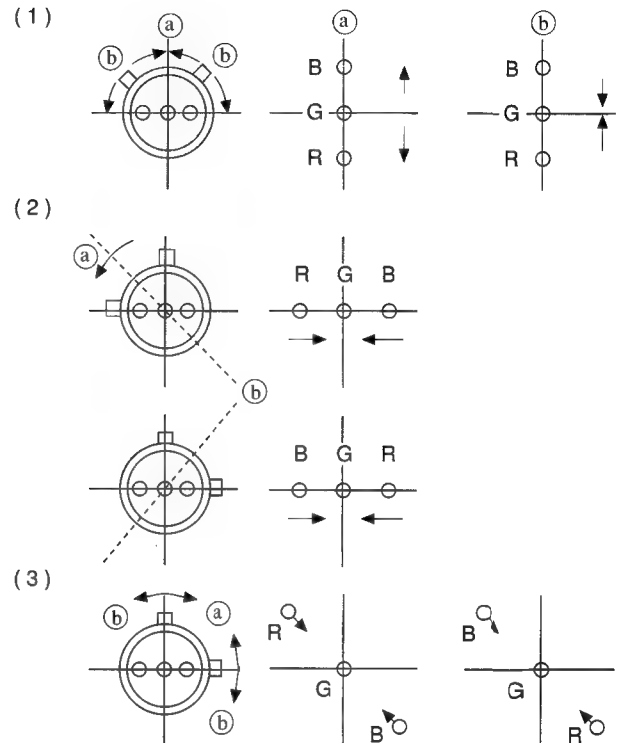 (1)
ⓐ ⓐ ⓑ
ⓑ ⓑ
B B
G G
R R
(2)
ⓐ
R G B
ⓑ
B G R
(3)
ⓑ ⓐ
R B
G G
ⓑ
B R